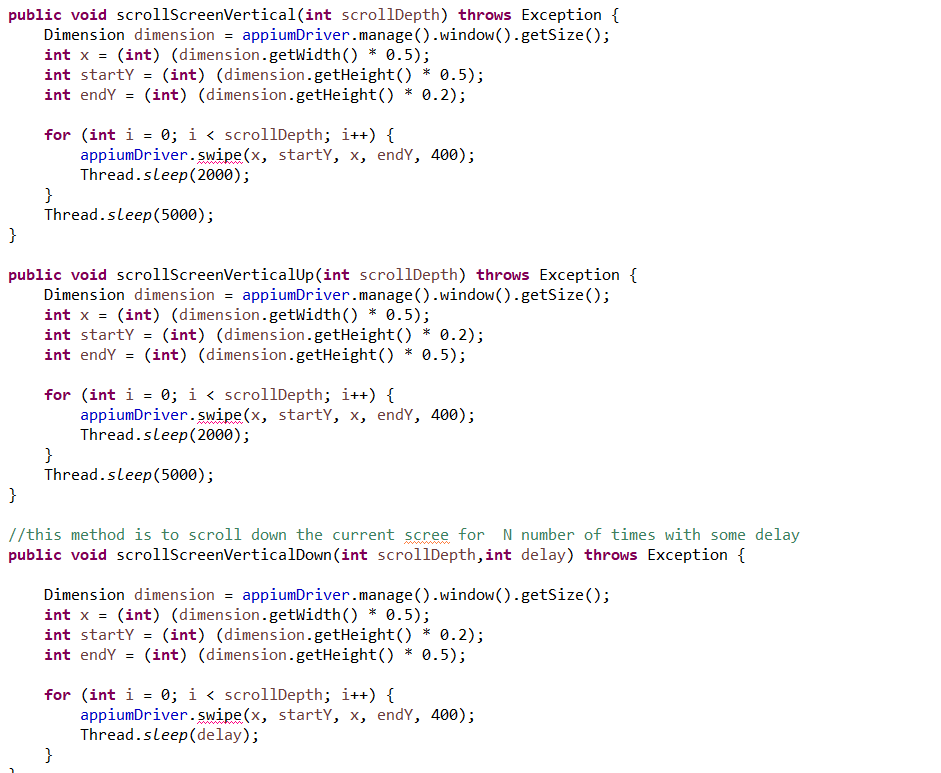 public void scrollScreenVertical(int scrollDepth) throws Exception {
    Dimension dimension = appiumDriver.manage().window().getSize();
    int x = (int) (dimension.getWidth() * 0.5);
    int startY = (int) (dimension.getHeight() * 0.5);
    int endY = (int) (dimension.getHeight() * 0.2);

    for (int i = 0; i < scrollDepth; i++) {
        appiumDriver.swipe(x, startY, x, endY, 400);
        Thread.sleep(2000);
    }
    Thread.sleep(5000);
}

public void scrollScreenVerticalUp(int scrollDepth) throws Exception {
    Dimension dimension = appiumDriver.manage().window().getSize();
    int x = (int) (dimension.getWidth() * 0.5);
    int startY = (int) (dimension.getHeight() * 0.2);
    int endY = (int) (dimension.getHeight() * 0.5);

    for (int i = 0; i < scrollDepth; i++) {
        appiumDriver.swipe(x, startY, x, endY, 400);
        Thread.sleep(2000);
    }
    Thread.sleep(5000);
}

//this method is to scroll down the current scree for  N number of times with some delay
public void scrollScreenVerticalDown(int scrollDepth,int delay) throws Exception {

    Dimension dimension = appiumDriver.manage().window().getSize();
    int x = (int) (dimension.getWidth() * 0.5);
    int startY = (int) (dimension.getHeight() * 0.2);
    int endY = (int) (dimension.getHeight() * 0.5);

    for (int i = 0; i < scrollDepth; i++) {
        appiumDriver.swipe(x, startY, x, endY, 400);
        Thread.sleep(delay);
    }
}